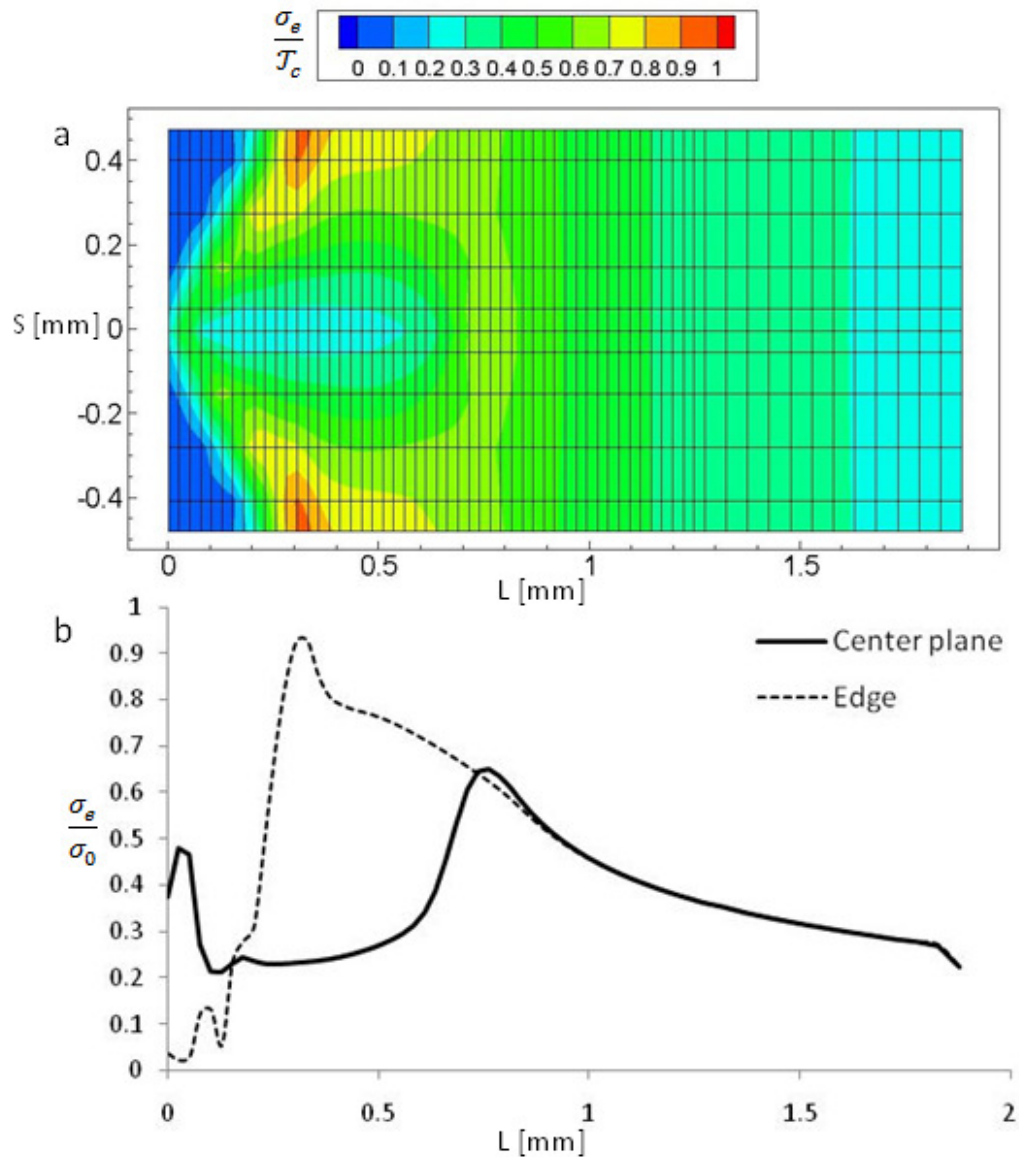 σₑ
𝒯_c
0 0.1 0.2 0.3 0.4 0.5 0.6 0.7 0.8 0.9 1
a
0.4
0.2
S [mm] 0
-0.2
-0.4
0 0.5 1 1.5
L [mm]
b
1
0.9
0.8
0.7
0.6
0.5
0.4
0.3
0.2
0.1
0
σₑ
σ₀
Center plane
Edge
0 0.5 1 1.5 2
L [mm]